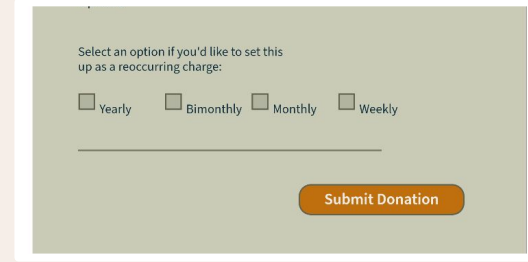 Select an option if you'd like to set this
up as a reoccurring charge:
Yearly Bimonthly Monthly Weekly
Submit Donation